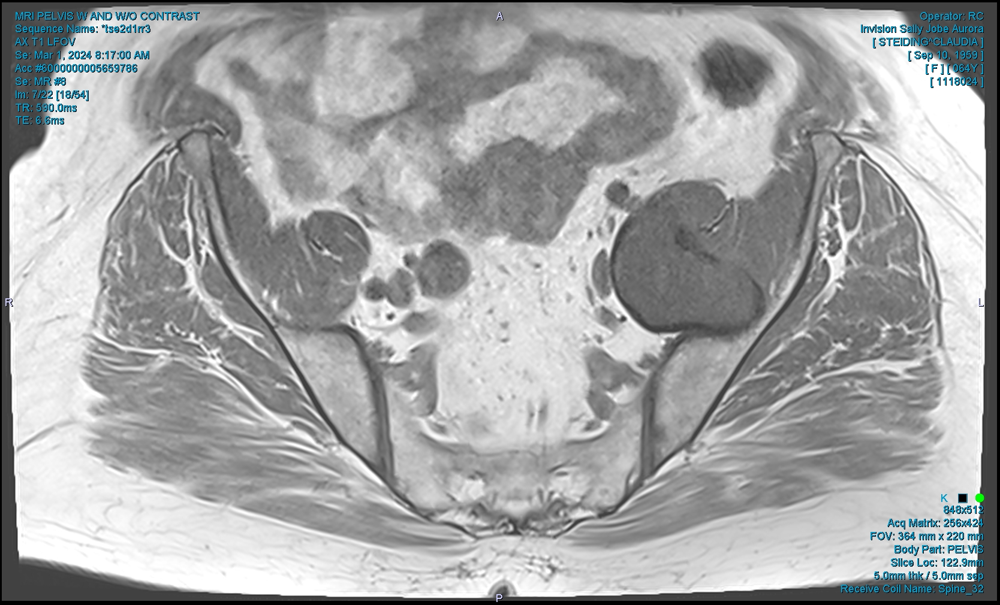 MRI PELVIS W AND W/O CONTRAST
Sequence Name: *tse2d1rr3
AX T1 LFOV
Se: Mar 1, 2024 8:17:00 AM
Acc #6000000005659786
Se: MR #8
Im: 7/22 [18/54]
TR: 590.0ms
TE: 6.6ms
A
Operator: RC
Invision Sally Jobe Aurora
[ STEIDING^CLAUDIA ]
[ Sep 10, 1959 ]
[ F ] [ 064Y ]
[ 1118024 ]
R
L
K
848x512
Acq Matrix: 256x424
FOV: 364 mm x 220 mm
Body Part: PELVIS
Slice Loc: 122.9mm
5.0mm thk / 5.0mm sep
Receive Coil Name: Spine_32
P